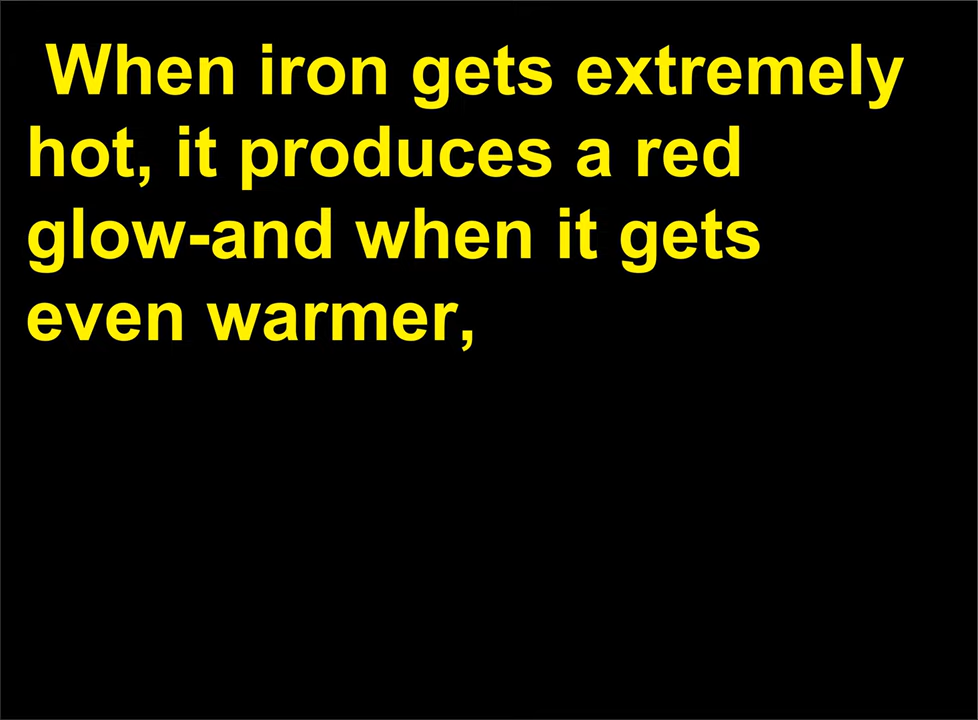 When iron gets extremely
hot, it produces a red
glow-and when it gets
even warmer,